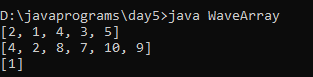 D:\javaprograms\day5>java WaveArray
[2, 1, 4, 3, 5]
[4, 2, 8, 7, 10, 9]
[1]